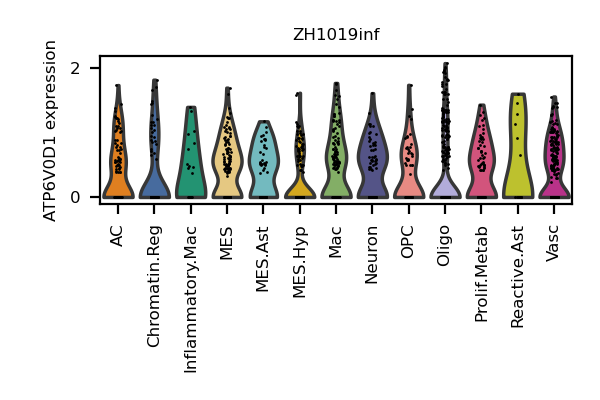 ZH1019inf
ATP6V0D1 expression
2
0
AC
Chromatin.Reg
Inflammatory.Mac
MES
MES.Ast
MES.Hyp
Mac
Neuron
OPC
Oligo
Prolif.Metab
Reactive.Ast
Vasc